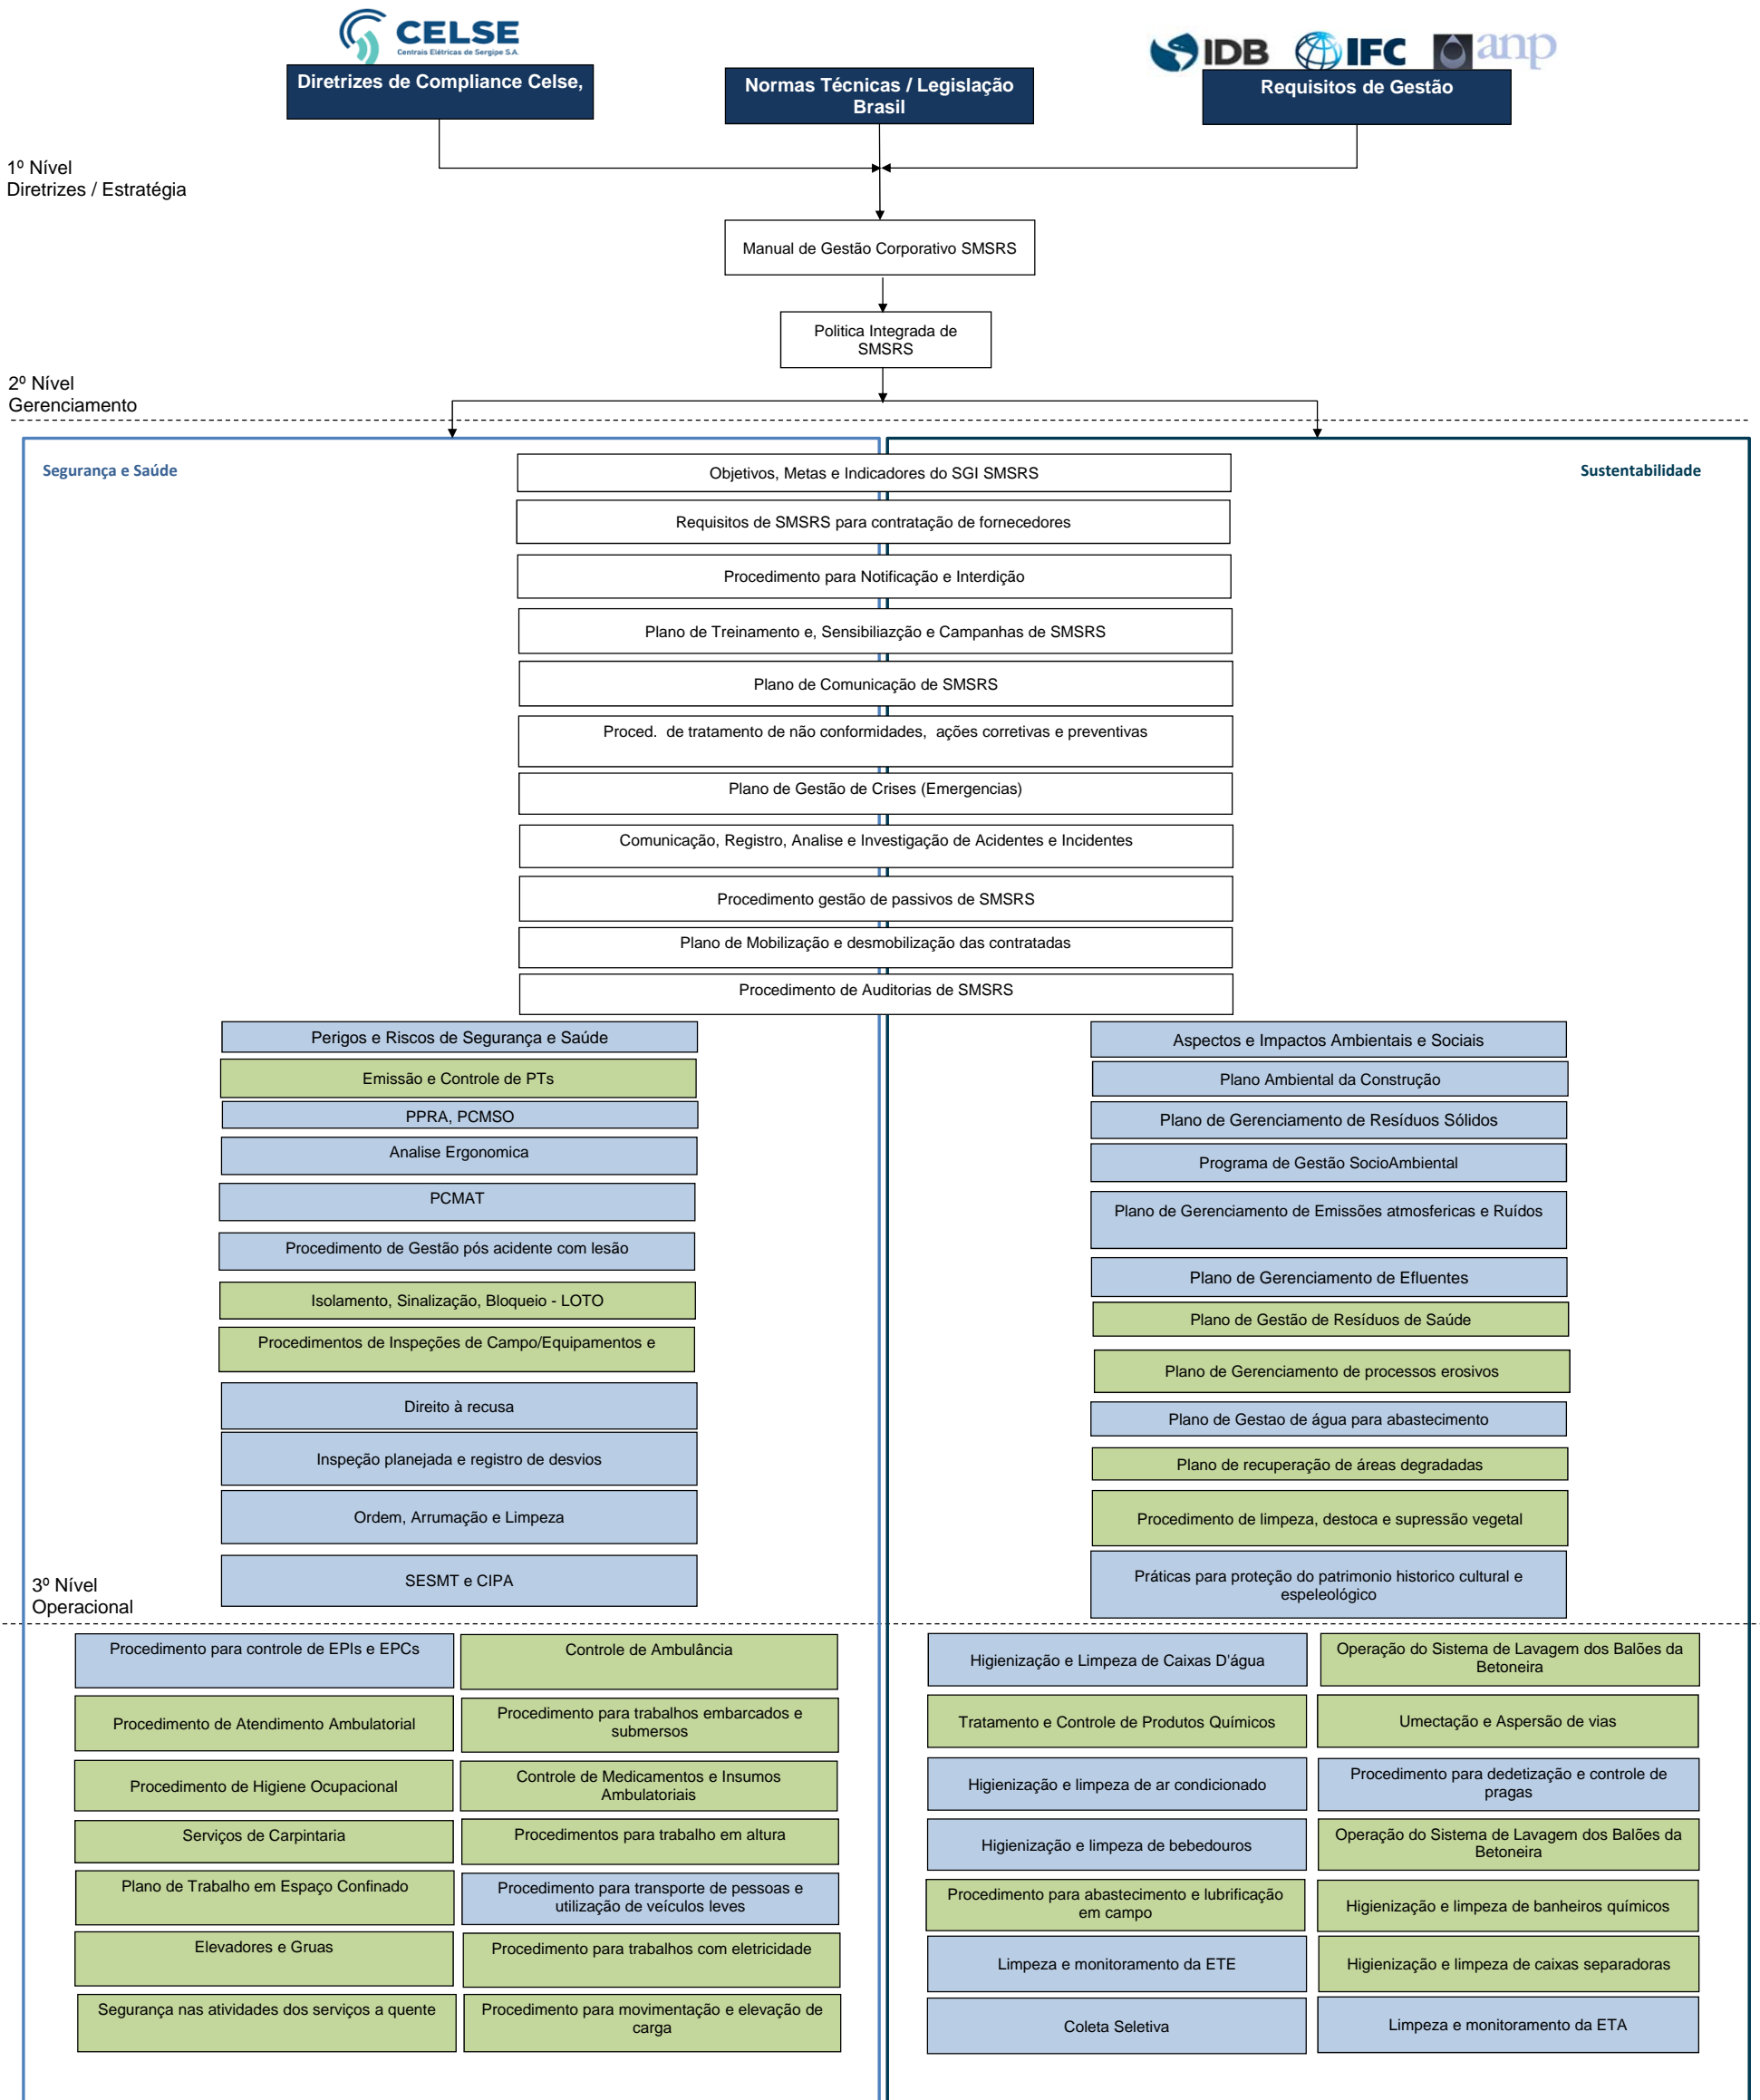 CELSE
Centrais Elétricas de Sergipe S.A.
IDB
IFC
anp
Diretrizes de Compliance Celse,
Normas Técnicas / Legislação
Brasil
Requisitos de Gestão
1º Nível
Diretrizes / Estratégia
Manual de Gestão Corporativo SMSRS
Politica Integrada de
SMSRS
2º Nível
Gerenciamento
Segurança e Saúde
Sustentabilidade
Objetivos, Metas e Indicadores do SGI SMSRS
Requisitos de SMSRS para contratação de fornecedores
Procedimento para Notificação e Interdição
Plano de Treinamento e, Sensibiliazção e Campanhas de SMSRS
Plano de Comunicação de SMSRS
Proced. de tratamento de não conformidades, ações corretivas e preventivas
Plano de Gestão de Crises (Emergencias)
Comunicação, Registro, Analise e Investigação de Acidentes e Incidentes
Procedimento gestão de passivos de SMSRS
Plano de Mobilização e desmobilização das contratadas
Procedimento de Auditorias de SMSRS
Perigos e Riscos de Segurança e Saúde
Emissão e Controle de PTs
PPRA, PCMSO
Analise Ergonomica
PCMAT
Procedimento de Gestão pós acidente com lesão
Isolamento, Sinalização, Bloqueio - LOTO
Procedimentos de Inspeções de Campo/Equipamentos e
Direito à recusa
Inspeção planejada e registro de desvios
Ordem, Arrumação e Limpeza
SESMT e CIPA
Aspectos e Impactos Ambientais e Sociais
Plano Ambiental da Construção
Plano de Gerenciamento de Resíduos Sólidos
Programa de Gestão SocioAmbiental
Plano de Gerenciamento de Emissões atmosfericas e Ruídos
Plano de Gerenciamento de Efluentes
Plano de Gestão de Resíduos de Saúde
Plano de Gerenciamento de processos erosivos
Plano de Gestao de água para abastecimento
Plano de recuperação de áreas degradadas
Procedimento de limpeza, destoca e supressão vegetal
Práticas para proteção do patrimonio historico cultural e
espeleológico
3º Nível
Operacional
Procedimento para controle de EPIs e EPCs
Procedimento de Atendimento Ambulatorial
Procedimento de Higiene Ocupacional
Serviços de Carpintaria
Plano de Trabalho em Espaço Confinado
Elevadores e Gruas
Segurança nas atividades dos serviços a quente
Controle de Ambulância
Procedimento para trabalhos embarcados e
submersos
Controle de Medicamentos e Insumos
Ambulatoriais
Procedimentos para trabalho em altura
Procedimento para transporte de pessoas e
utilização de veículos leves
Procedimento para trabalhos com eletricidade
Procedimento para movimentação e elevação de
carga
Higienização e Limpeza de Caixas D'água
Tratamento e Controle de Produtos Químicos
Higienização e limpeza de ar condicionado
Higienização e limpeza de bebedouros
Procedimento para abastecimento e lubrificação
em campo
Limpeza e monitoramento da ETE
Coleta Seletiva
Operação do Sistema de Lavagem dos Balões da
Betoneira
Umectação e Aspersão de vias
Procedimento para dedetização e controle de
pragas
Operação do Sistema de Lavagem dos Balões da
Betoneira
Higienização e limpeza de banheiros químicos
Higienização e limpeza de caixas separadoras
Limpeza e monitoramento da ETA